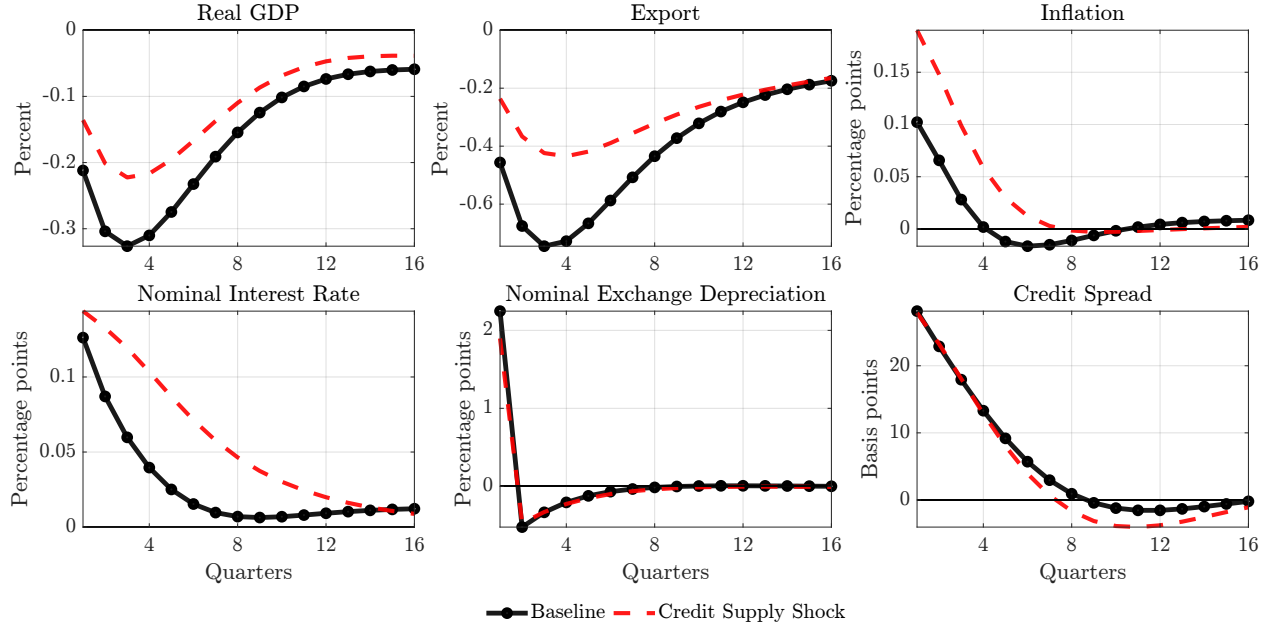 Real GDP
Export
Inflation
Percent
0
-0.1
-0.2
-0.3
4 8 12 16
Percent
0
-0.2
-0.4
-0.6
4 8 12 16
Percentage points
0.15
0.1
0.05
0
4 8 12 16
Nominal Interest Rate
Nominal Exchange Depreciation
Credit Spread
Percentage points
0.1
0.05
0
4 8 12 16
Quarters
Percentage points
2
1
0
4 8 12 16
Quarters
Basis points
20
10
0
4 8 12 16
Quarters
Baseline
Credit Supply Shock